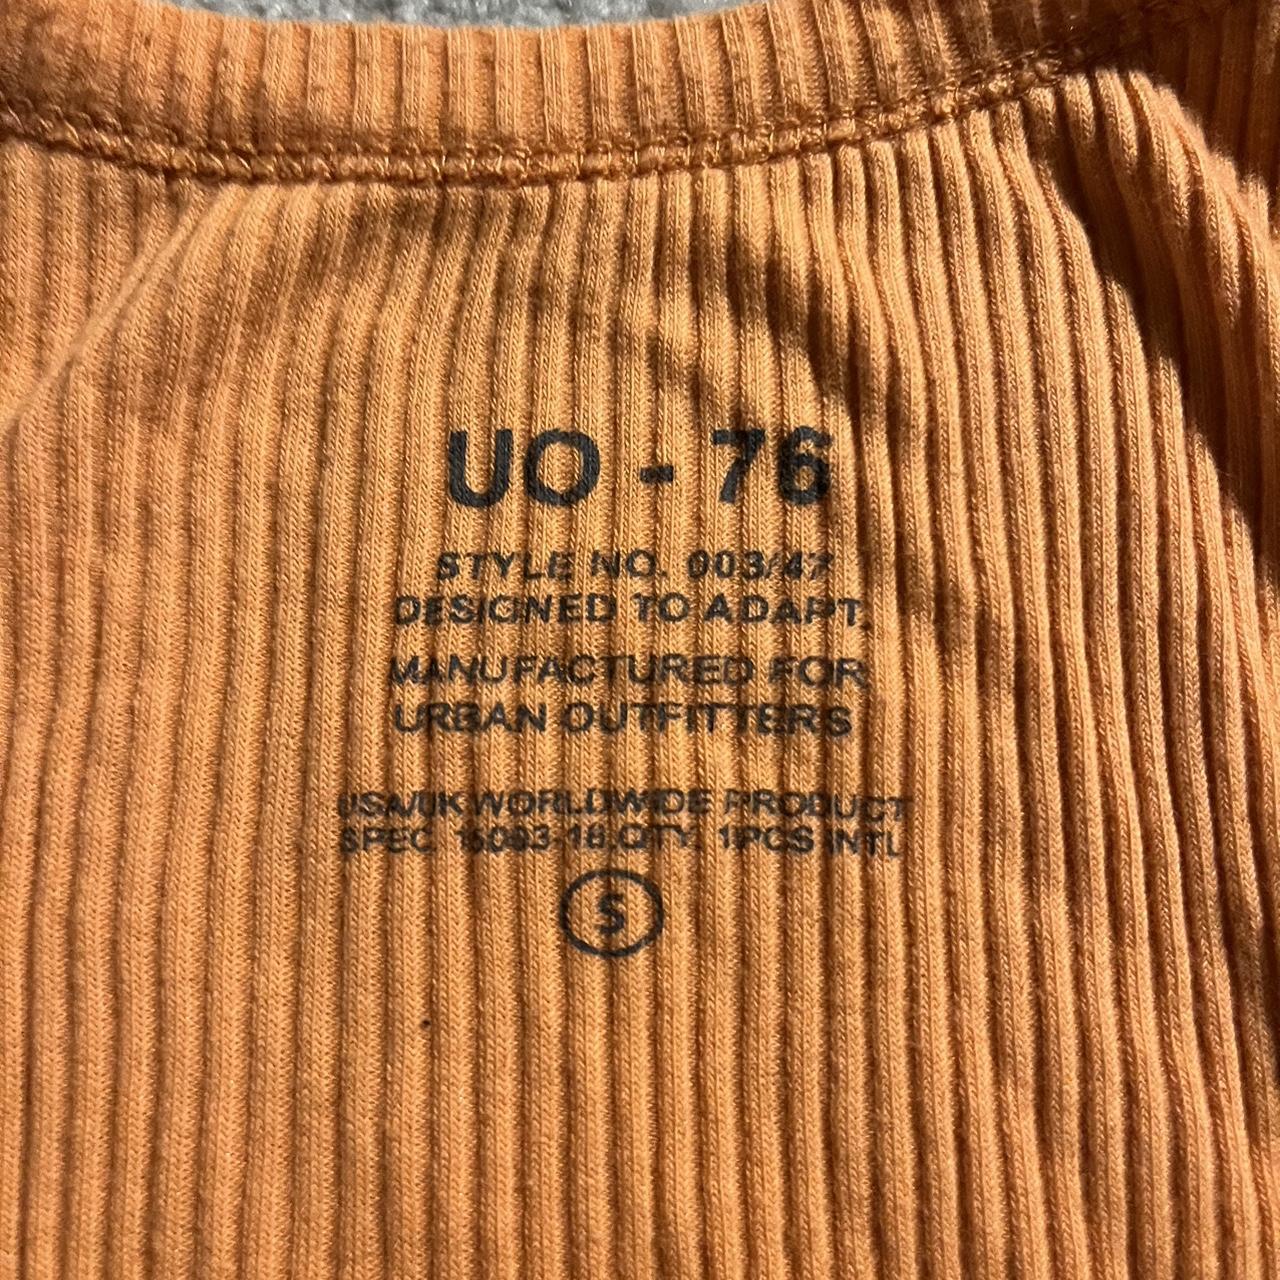 UO - 76
STYLE NO. 003/47
DESIGNED TO ADAPT.
MANUFACTURED FOR
URBAN OUTFITTERS
USA/UK WORLDWIDE PRODUCT
SPEC 16093-18.QTY. 1PCS INTL
S